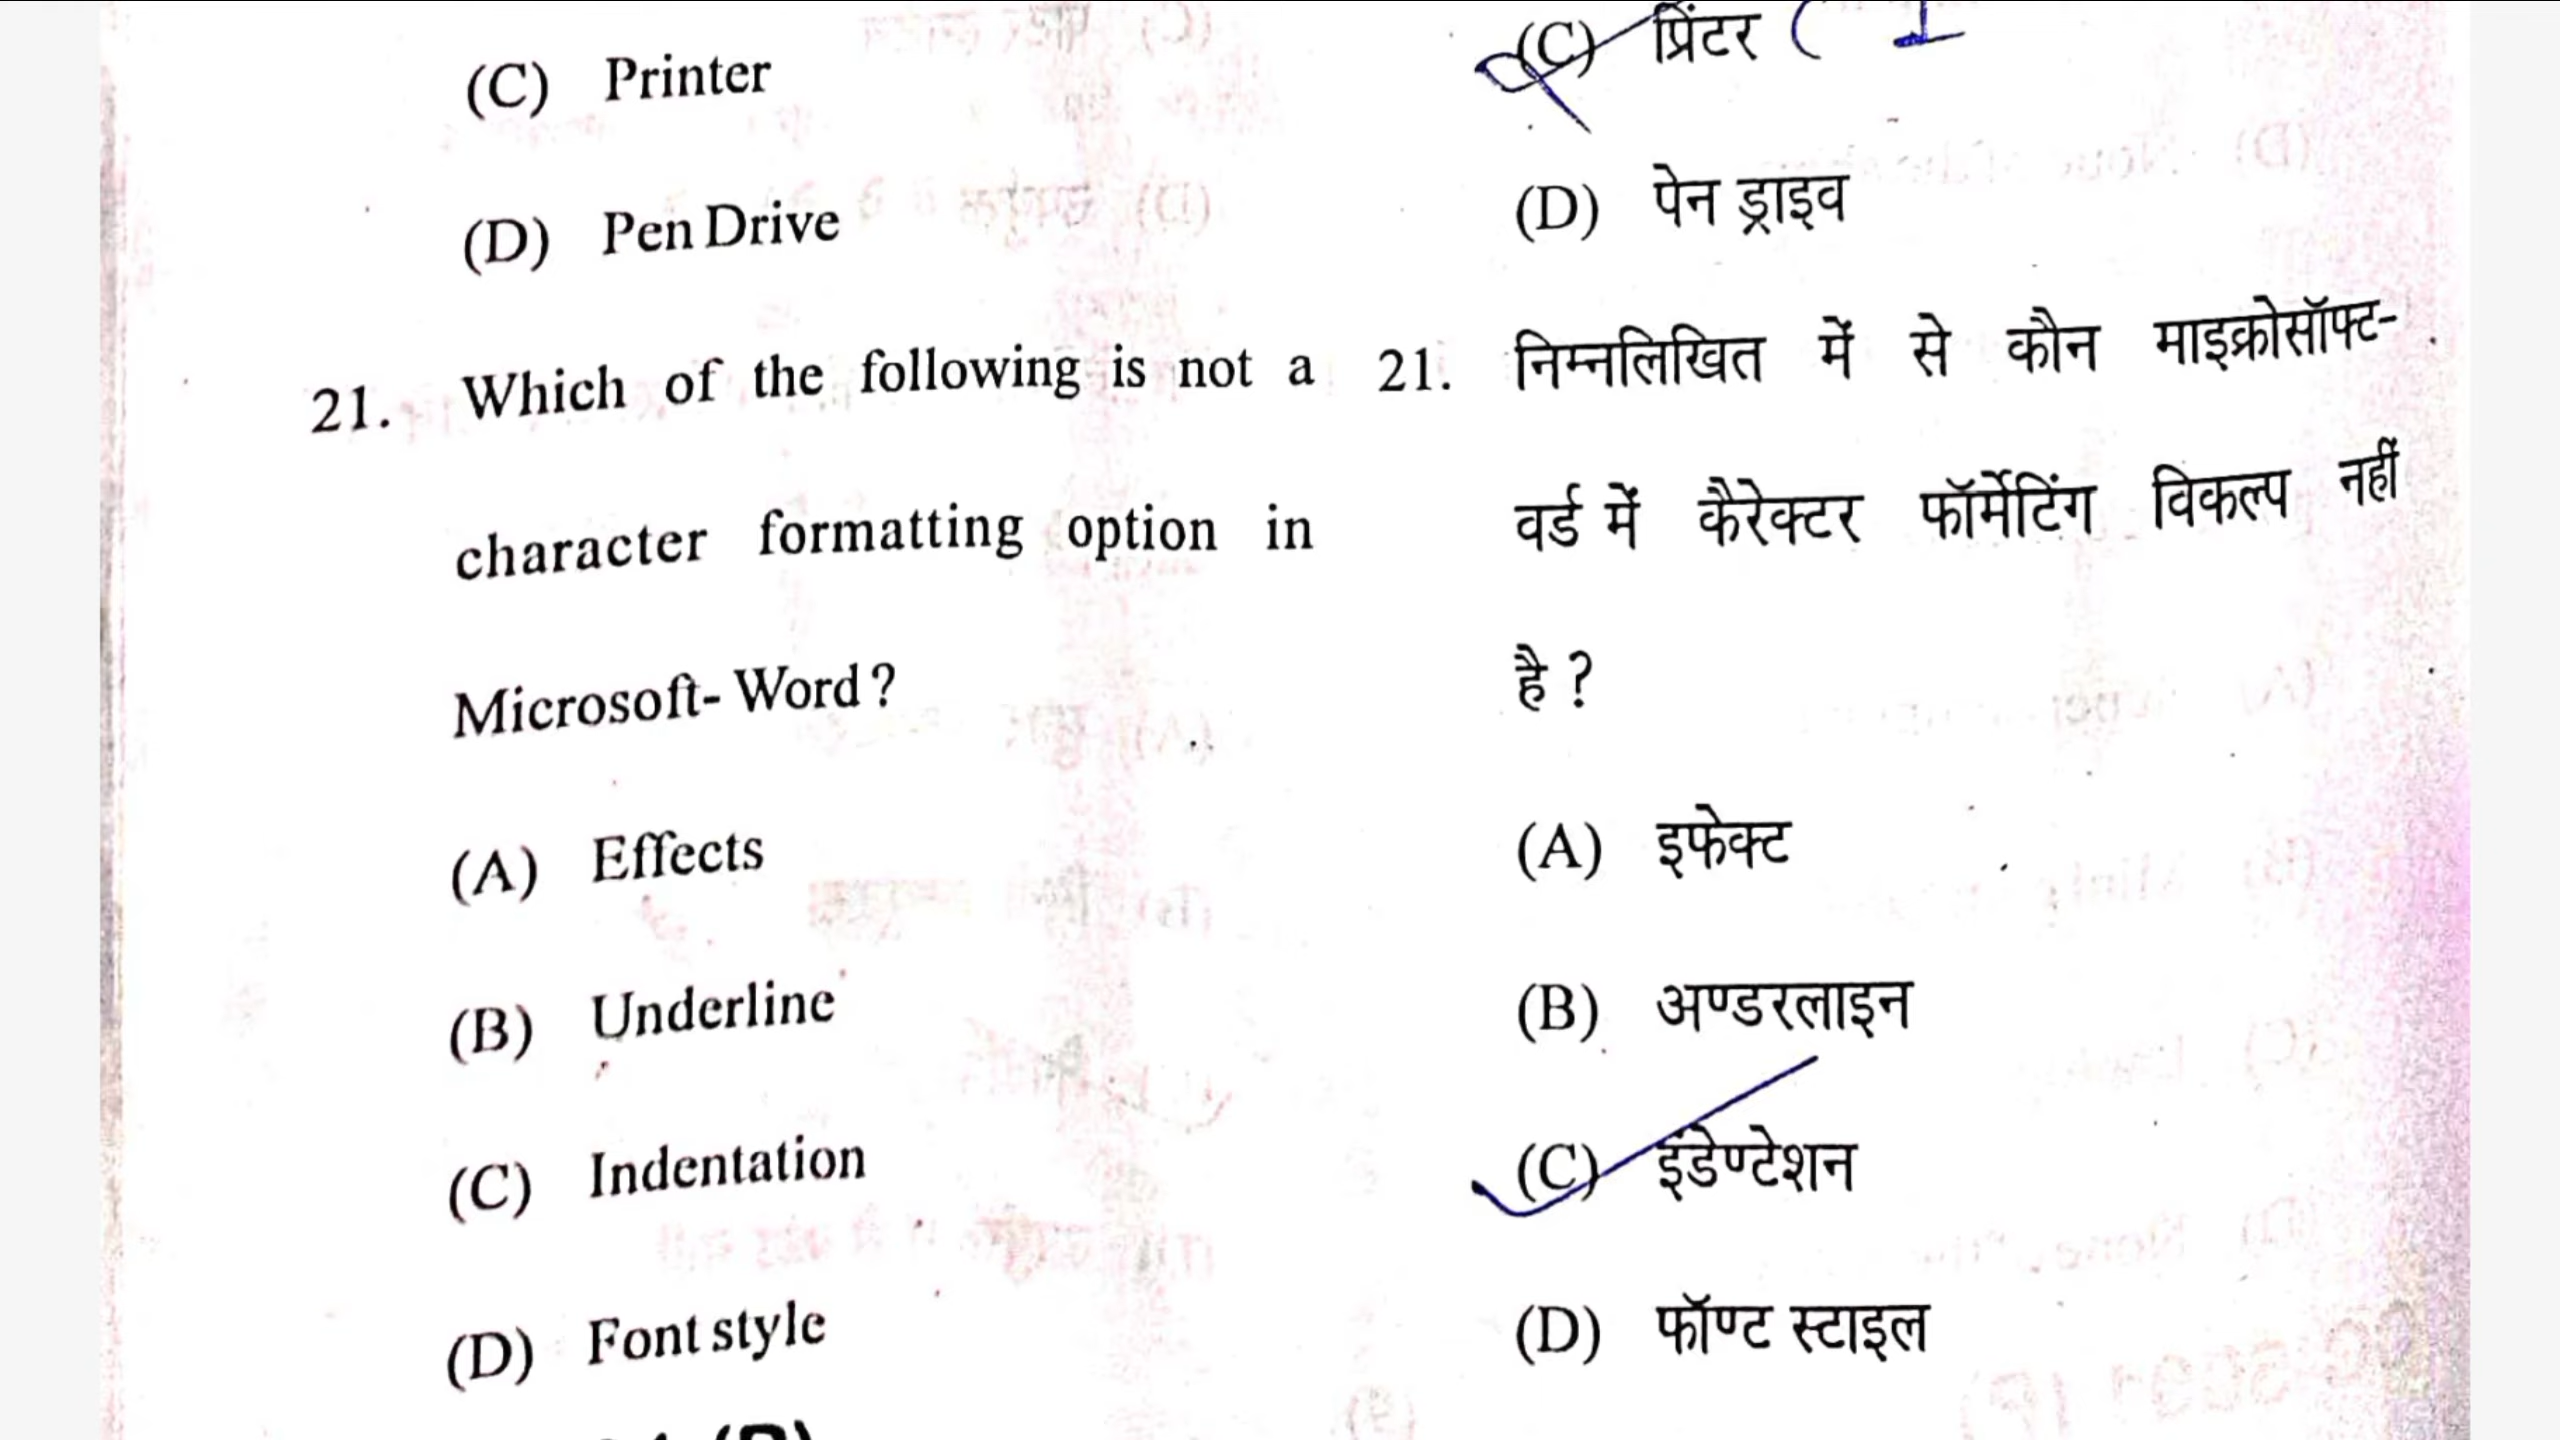 (C) Printer
(D) Pen Drive
21. Which of the following is not a
character formatting option in
Microsoft- Word ?
(A) Effects
(B) Underline
(C) Indentation
(D) Font style
(C) प्रिंटर (
(D) पेन ड्राइव
21. निम्नलिखित में से कौन माइक्रोसॉफ्ट-
वर्ड में कैरेक्टर फॉर्मेटिंग विकल्प नहीं
है ?
(A) इफेक्ट
(B) अण्डरलाइन
(C) इंडेण्टेशन
(D) फॉण्ट स्टाइल